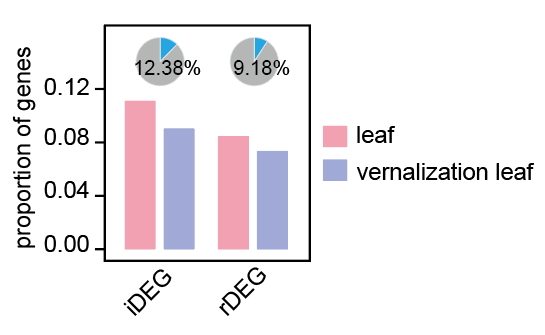 12.38%
9.18%
proportion of genes
0.12
0.08
0.04
0.00
iDEG
rDEG
leaf
vernalization leaf